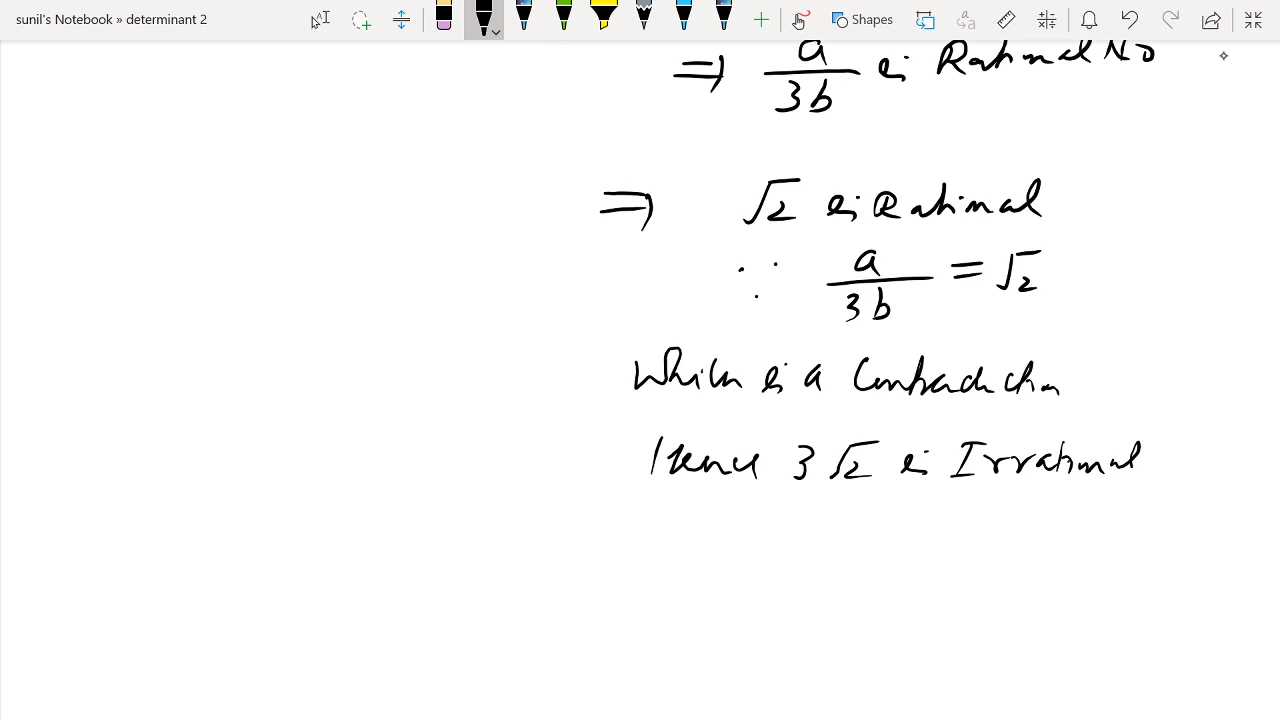 sunil's Notebook » determinant 2
Shapes
⇒ a/3b is Rational No
⇒ √2 is Rational
∵ a/3b = √2
Which is a Contradiction
Hence 3√2 is Irrational